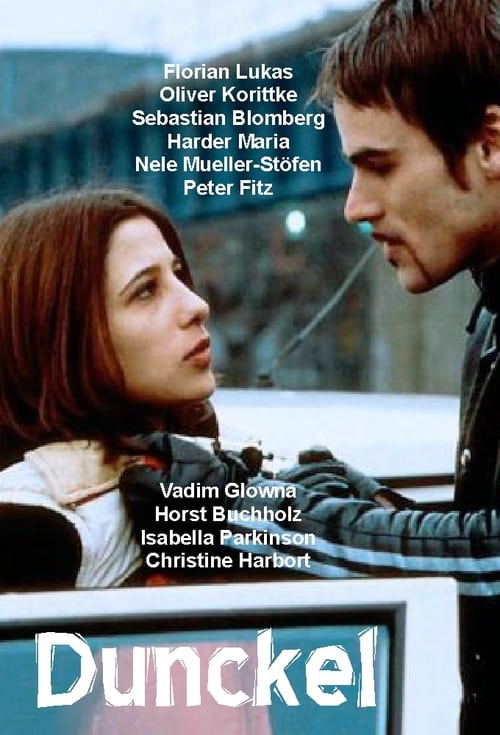 Florian Lukas
Oliver Korittke
Sebastian Blomberg
Harder Maria
Nele Mueller-Stöfen
Peter Fitz
Vadim Glowna
Horst Buchholz
Isabella Parkinson
Christine Harbort
Dunckel